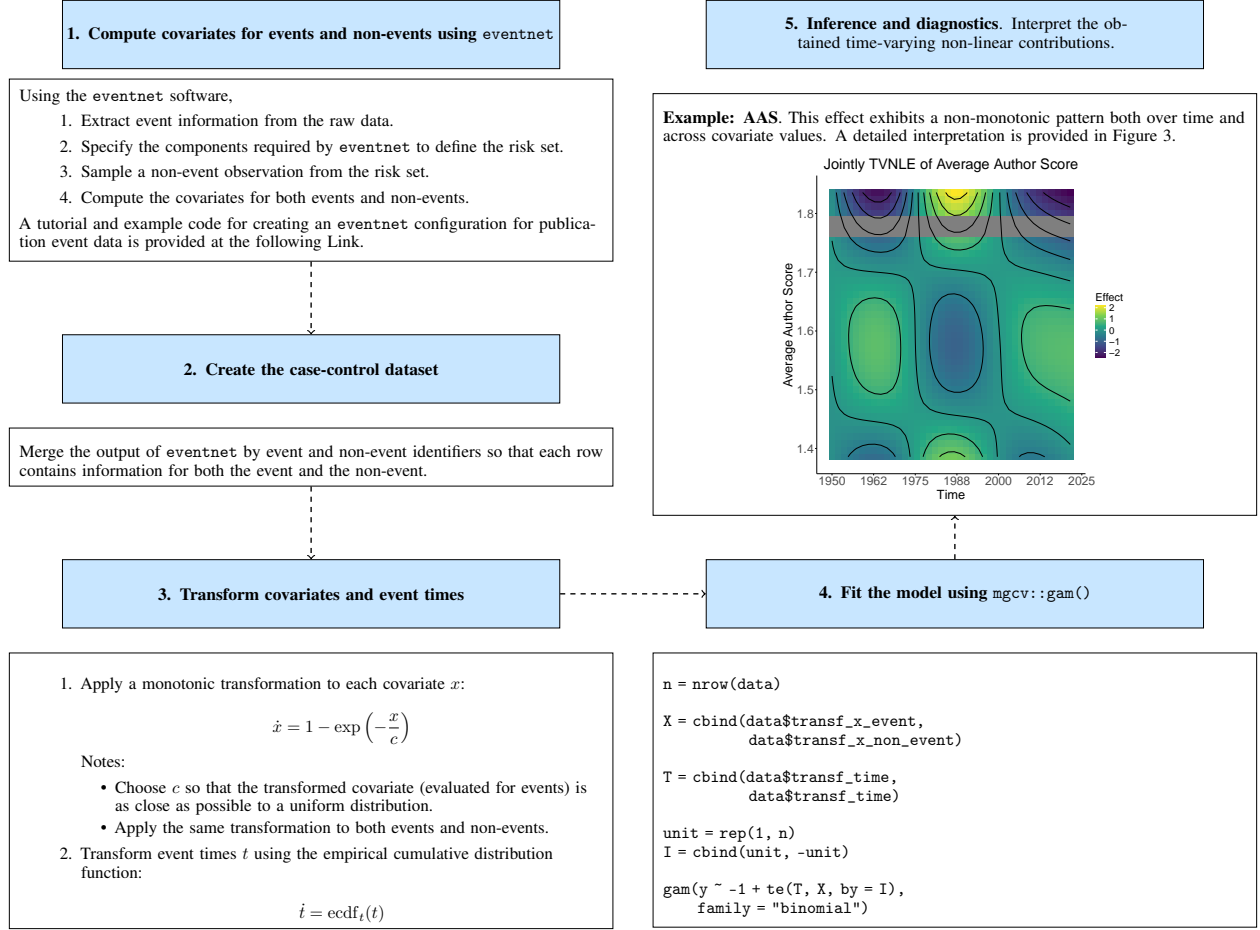 1. Compute covariates for events and non-events using eventnet
Using the eventnet software,
1. Extract event information from the raw data.
2. Specify the components required by eventnet to define the risk set.
3. Sample a non-event observation from the risk set.
4. Compute the covariates for both events and non-events.
A tutorial and example code for creating an eventnet configuration for publica-
tion event data is provided at the following Link.
2. Create the case-control dataset
Merge the output of eventnet by event and non-event identifiers so that each row
contains information for both the event and the non-event.
3. Transform covariates and event times
1. Apply a monotonic transformation to each covariate x:
ẋ = 1 − exp(−x/c)
Notes:
• Choose c so that the transformed covariate (evaluated for events) is
as close as possible to a uniform distribution.
• Apply the same transformation to both events and non-events.
2. Transform event times t using the empirical cumulative distribution
function:
ṫ = ecdfₜ(t)
4. Fit the model using mgcv::gam()
n = nrow(data)
X = cbind(data$transf_x_event,
data$transf_x_non_event)
T = cbind(data$transf_time,
data$transf_time)
unit = rep(1, n)
I = cbind(unit, -unit)
gam(y ~ -1 + te(T, X, by = I),
family = "binomial")
5. Inference and diagnostics. Interpret the ob-
tained time-varying non-linear contributions.
Example: AAS. This effect exhibits a non-monotonic pattern both over time and
across covariate values. A detailed interpretation is provided in Figure 3.
Jointly TVNLE of Average Author Score
Average Author Score
1.8
1.7
1.6
1.5
1.4
1950 1962 1975 1988 2000 2012 2025
Time
Effect
2
1
0
−1
−2